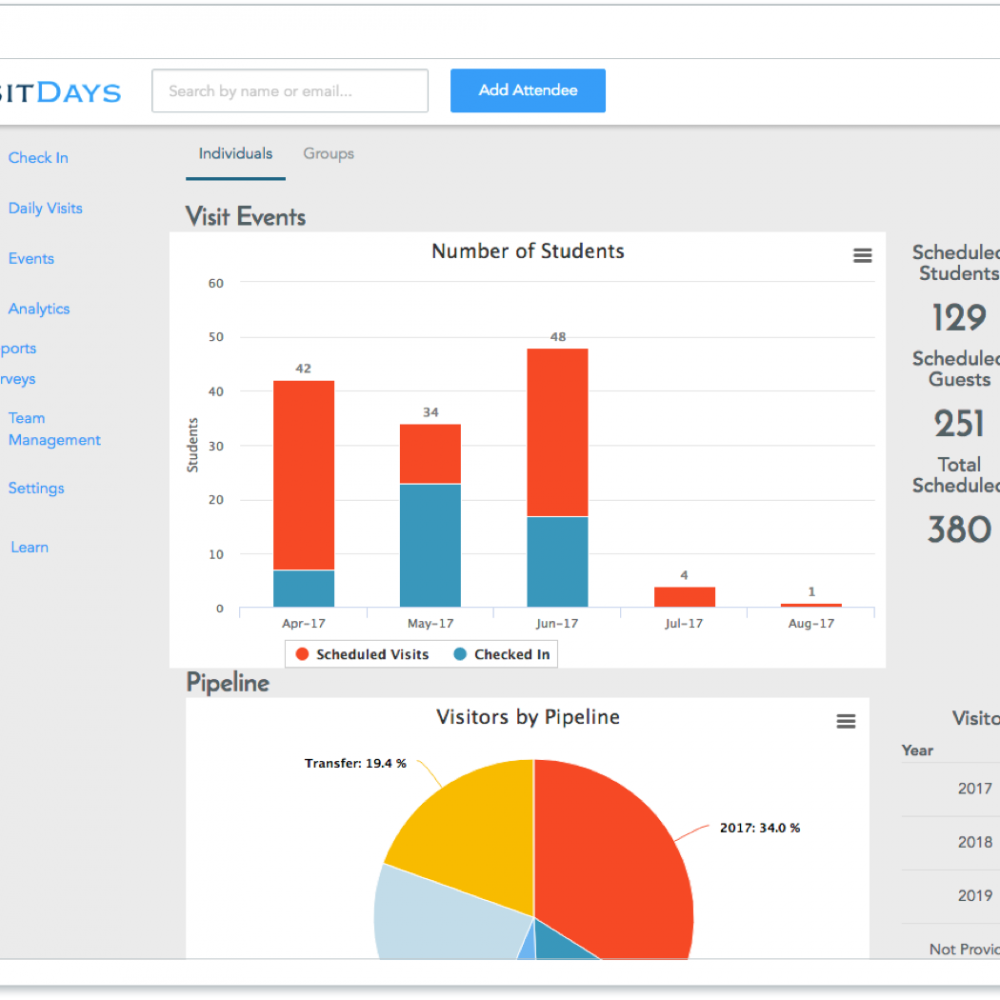 SITDAYS
Search by name or email...
Add Attendee
Check In
Daily Visits
Events
Analytics
ports
rveys
Team
Management
Settings
Learn
Individuals
Groups
Visit Events
Number of Students
60
50
40
30
20
10
0
Students
42
34
48
4
1
Apr-17
May-17
Jun-17
Jul-17
Aug-17
Scheduled Visits
Checked In
Scheduled
Students
129
Scheduled
Guests
251
Total
Scheduled
380
Pipeline
Visitors by Pipeline
Transfer: 19.4 %
2017: 34.0 %
Visito
Year
2017
2018
2019
Not Provid